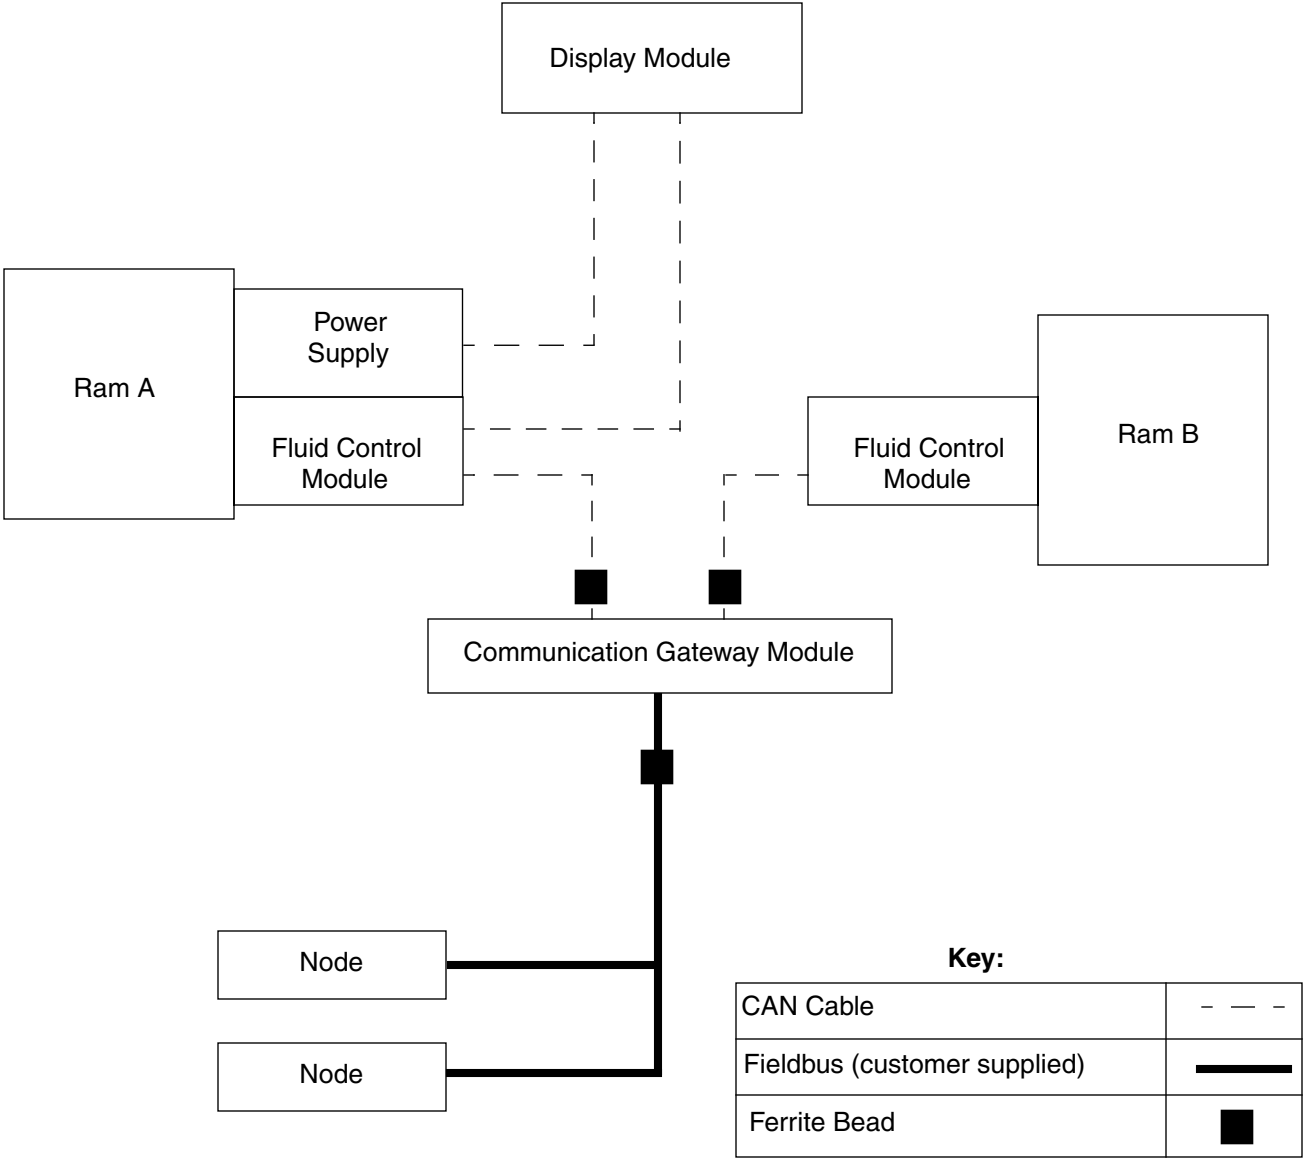 Display Module
Power
Supply
Ram A
Fluid Control
Module
Fluid Control
Module
Ram B
Communication Gateway Module
Node
Node
Key:
CAN Cable
Fieldbus (customer supplied)
Ferrite Bead